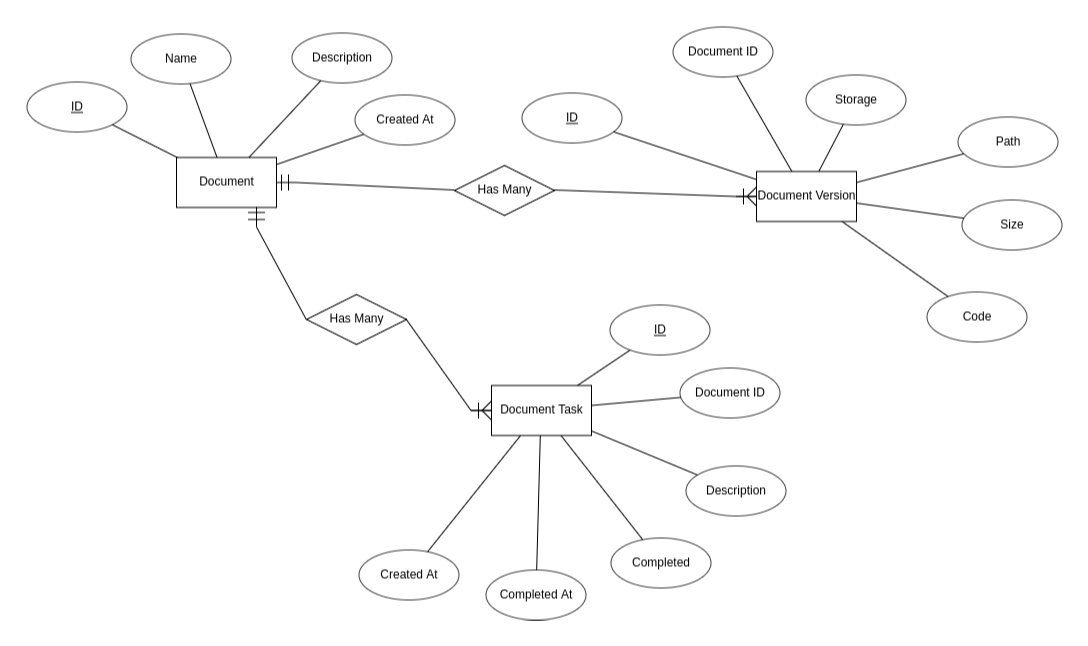 Document ID
Name
Description
Storage
ID
Created At
ID
Path
Document
Has Many
Document Version
Size
Has Many
Code
ID
Document ID
Document Task
Description
Completed
Created At
Completed At